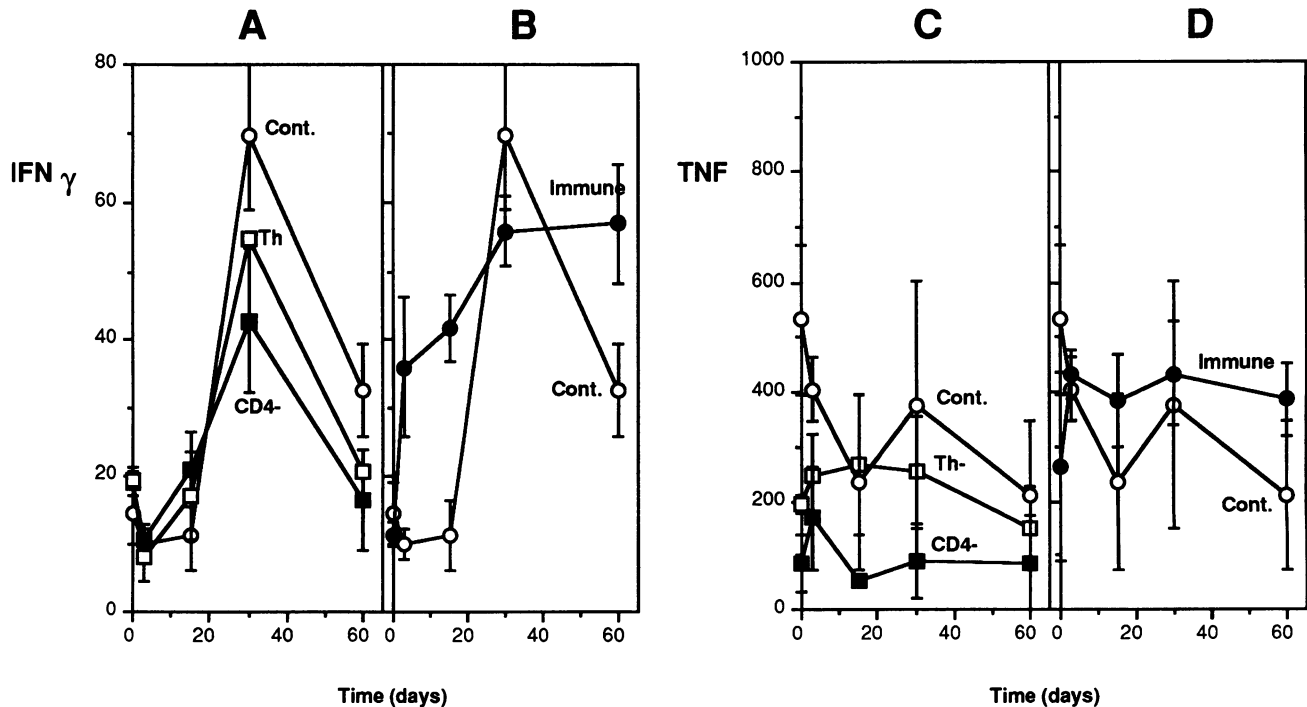 A B C D
80
60
40
20
0
IFN γ
Cont.
Th
CD4-
Immune
Cont.
0 20 40 60 0 20 40 60
Time (days)
1000
800
600
400
200
0
TNF
Cont.
Th-
CD4-
Immune
Cont.
0 20 40 60 0 20 40 60
Time (days)